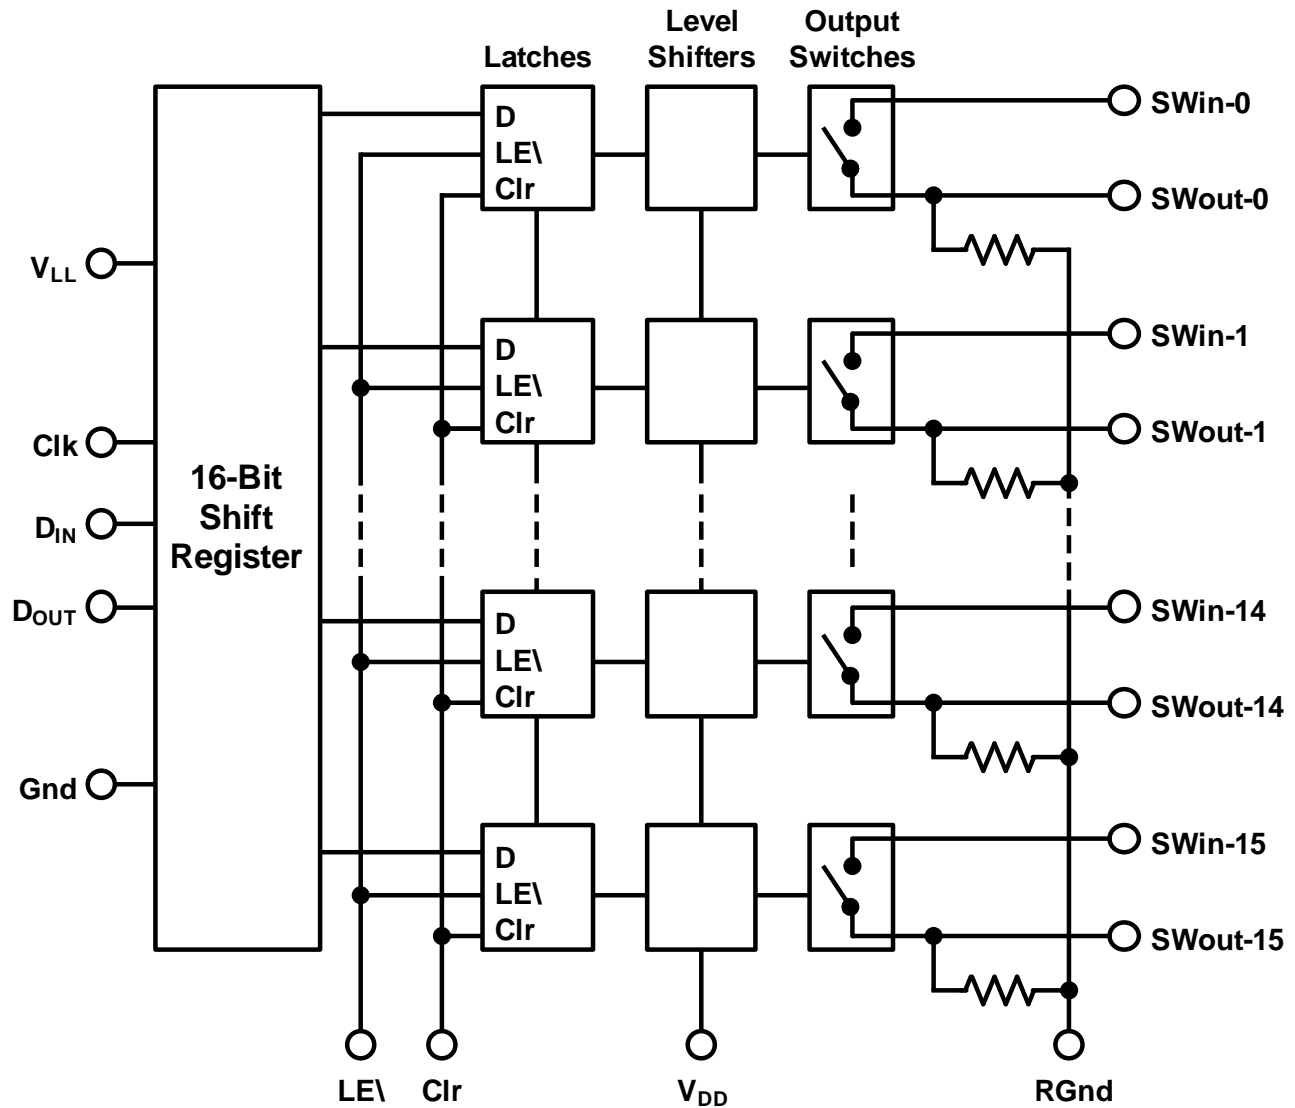 Latches
Level
Shifters
Output
Switches
16-Bit
Shift
Register
VLL
Clk
DIN
DOUT
Gnd
D
LE\
Clr
SWin-0
SWout-0
D
LE\
Clr
SWin-1
SWout-1
D
LE\
Clr
SWin-14
SWout-14
D
LE\
Clr
SWin-15
SWout-15
LE\
Clr
VDD
RGnd